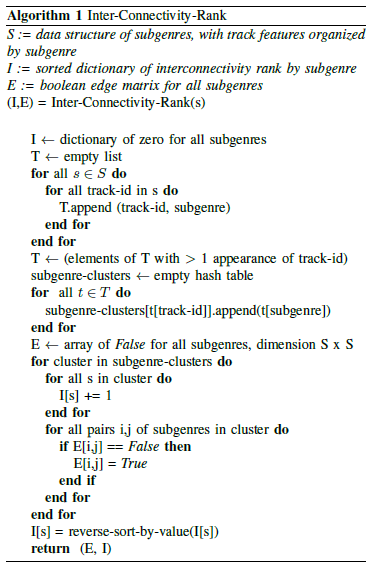 Algorithm 1 Inter-Connectivity-Rank
S := data structure of subgenres, with track features organized
by subgenre
I := sorted dictionary of interconnectivity rank by subgenre
E := boolean edge matrix for all subgenres
(I,E) = Inter-Connectivity-Rank(s)
I ← dictionary of zero for all subgenres
T ← empty list
for all s ∈ S do
for all track-id in s do
T.append (track-id, subgenre)
end for
end for
T ← (elements of T with > 1 appearance of track-id)
subgenre-clusters ← empty hash table
for all t ∈ T do
subgenre-clusters[t[track-id]].append(t[subgenre])
end for
E ← array of False for all subgenres, dimension S x S
for cluster in subgenre-clusters do
for all s in cluster do
I[s] += 1
end for
for all pairs i,j of subgenres in cluster do
if E[i,j] == False then
E[i,j] = True
end if
end for
end for
I[s] = reverse-sort-by-value(I[s])
return (E, I)